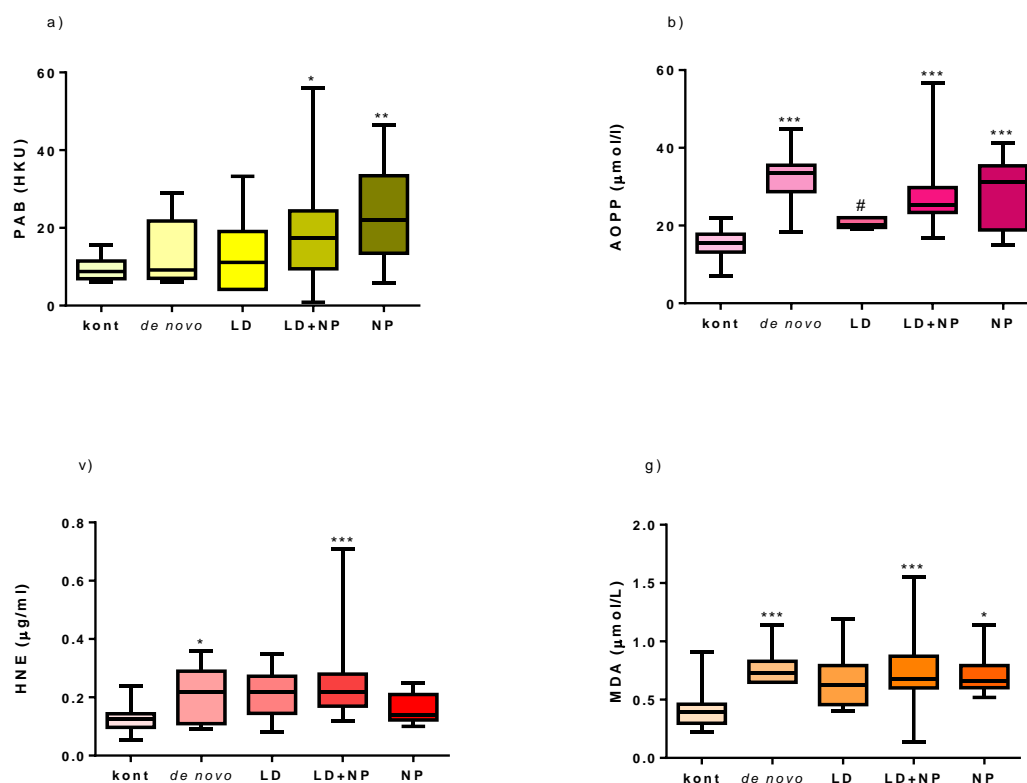 a)
PAB (HKU)
60
40
20
0
*
**
kont de novo LD LD+NP NP
b)
AOPP (μmol/l)
60
40
20
0
***
#
***
***
kont de novo LD LD+NP NP
v)
HNE (μg/ml)
0.8
0.6
0.4
0.2
0.0
*
***
kont de novo LD LD+NP NP
g)
MDA (μmol/L)
2.0
1.5
1.0
0.5
0.0
***
***
*
kont de novo LD LD+NP NP